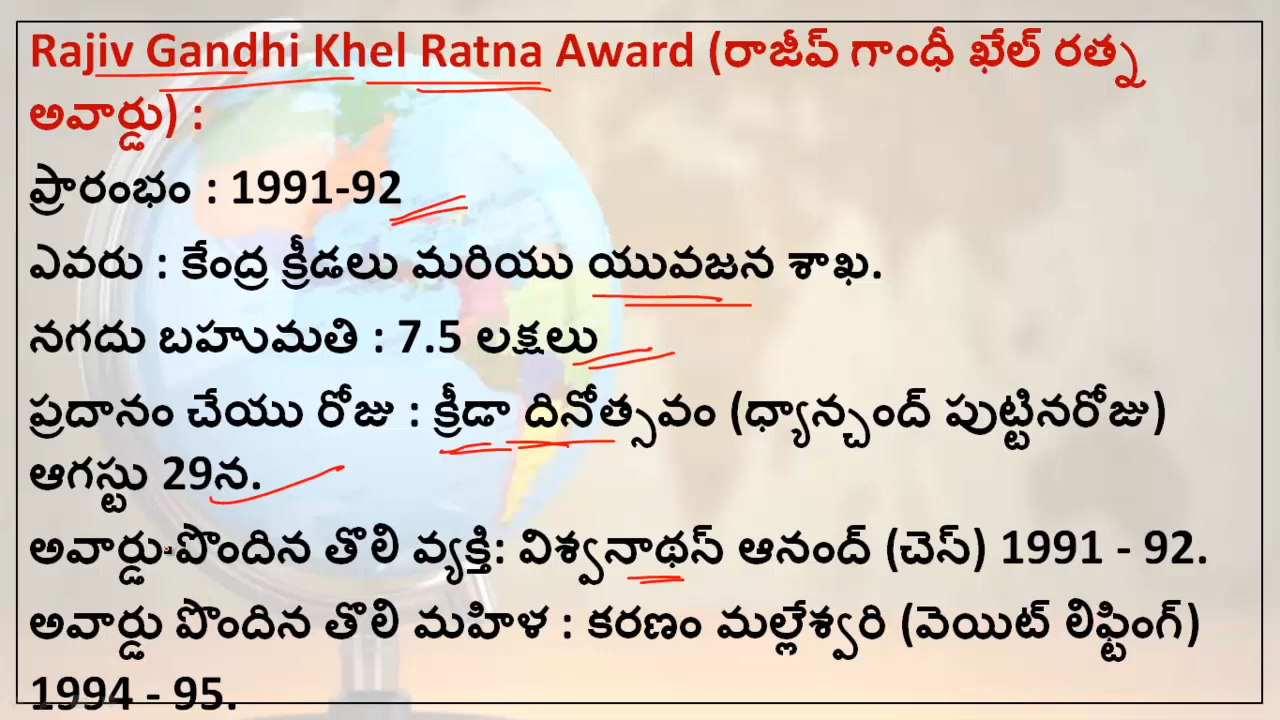 Rajiv Gandhi Khel Ratna Award (రాజీవ్ గాంధీ ఖేల్ రత్న
అవార్డు) :
ప్రారంభం : 1991-92
ఎవరు : కేంద్ర క్రీడలు మరియు యువజన శాఖ.
నగదు బహుమతి : 7.5 లక్షలు
ప్రదానం చేయు రోజు : క్రీడా దినోత్సవం (ధ్యాన్చంద్ పుట్టినరోజు)
ఆగస్టు 29న.
అవార్డు పొందిన తొలి వ్యక్తి: విశ్వనాథన్ ఆనంద్ (చెస్) 1991 - 92.
అవార్డు పొందిన తొలి మహిళ : కరణం మల్లేశ్వరి (వెయిట్ లిఫ్టింగ్)
1994 - 95.